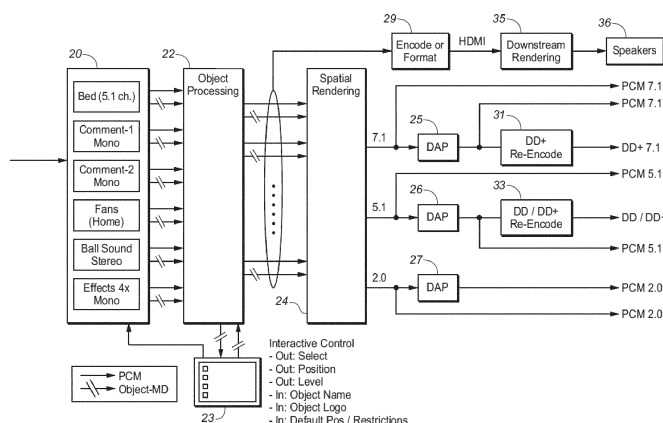 20
22
29
35
36
Encode or
Format
HDMI
Downstream
Rendering
Speakers
Object
Processing
Spatial
Rendering
Bed (5.1 ch.)
Comment-1
Mono
Comment-2
Mono
Fans
(Home)
Ball Sound
Stereo
Effects 4x
Mono
PCM 7.1
PCM 7.1
7.1
25
DAP
31
DD+
Re-Encode
DD+ 7.1
PCM 5.1
5.1
26
DAP
33
DD / DD+
Re-Encode
DD / DD+
PCM 5.1
2.0
27
DAP
PCM 2.0
PCM 2.0
24
PCM
Object-MD
23
Interactive Control
- Out: Select
- Out: Position
- Out: Level
- In: Object Name
- In: Object Logo
- In: Default Pos / Restrictions